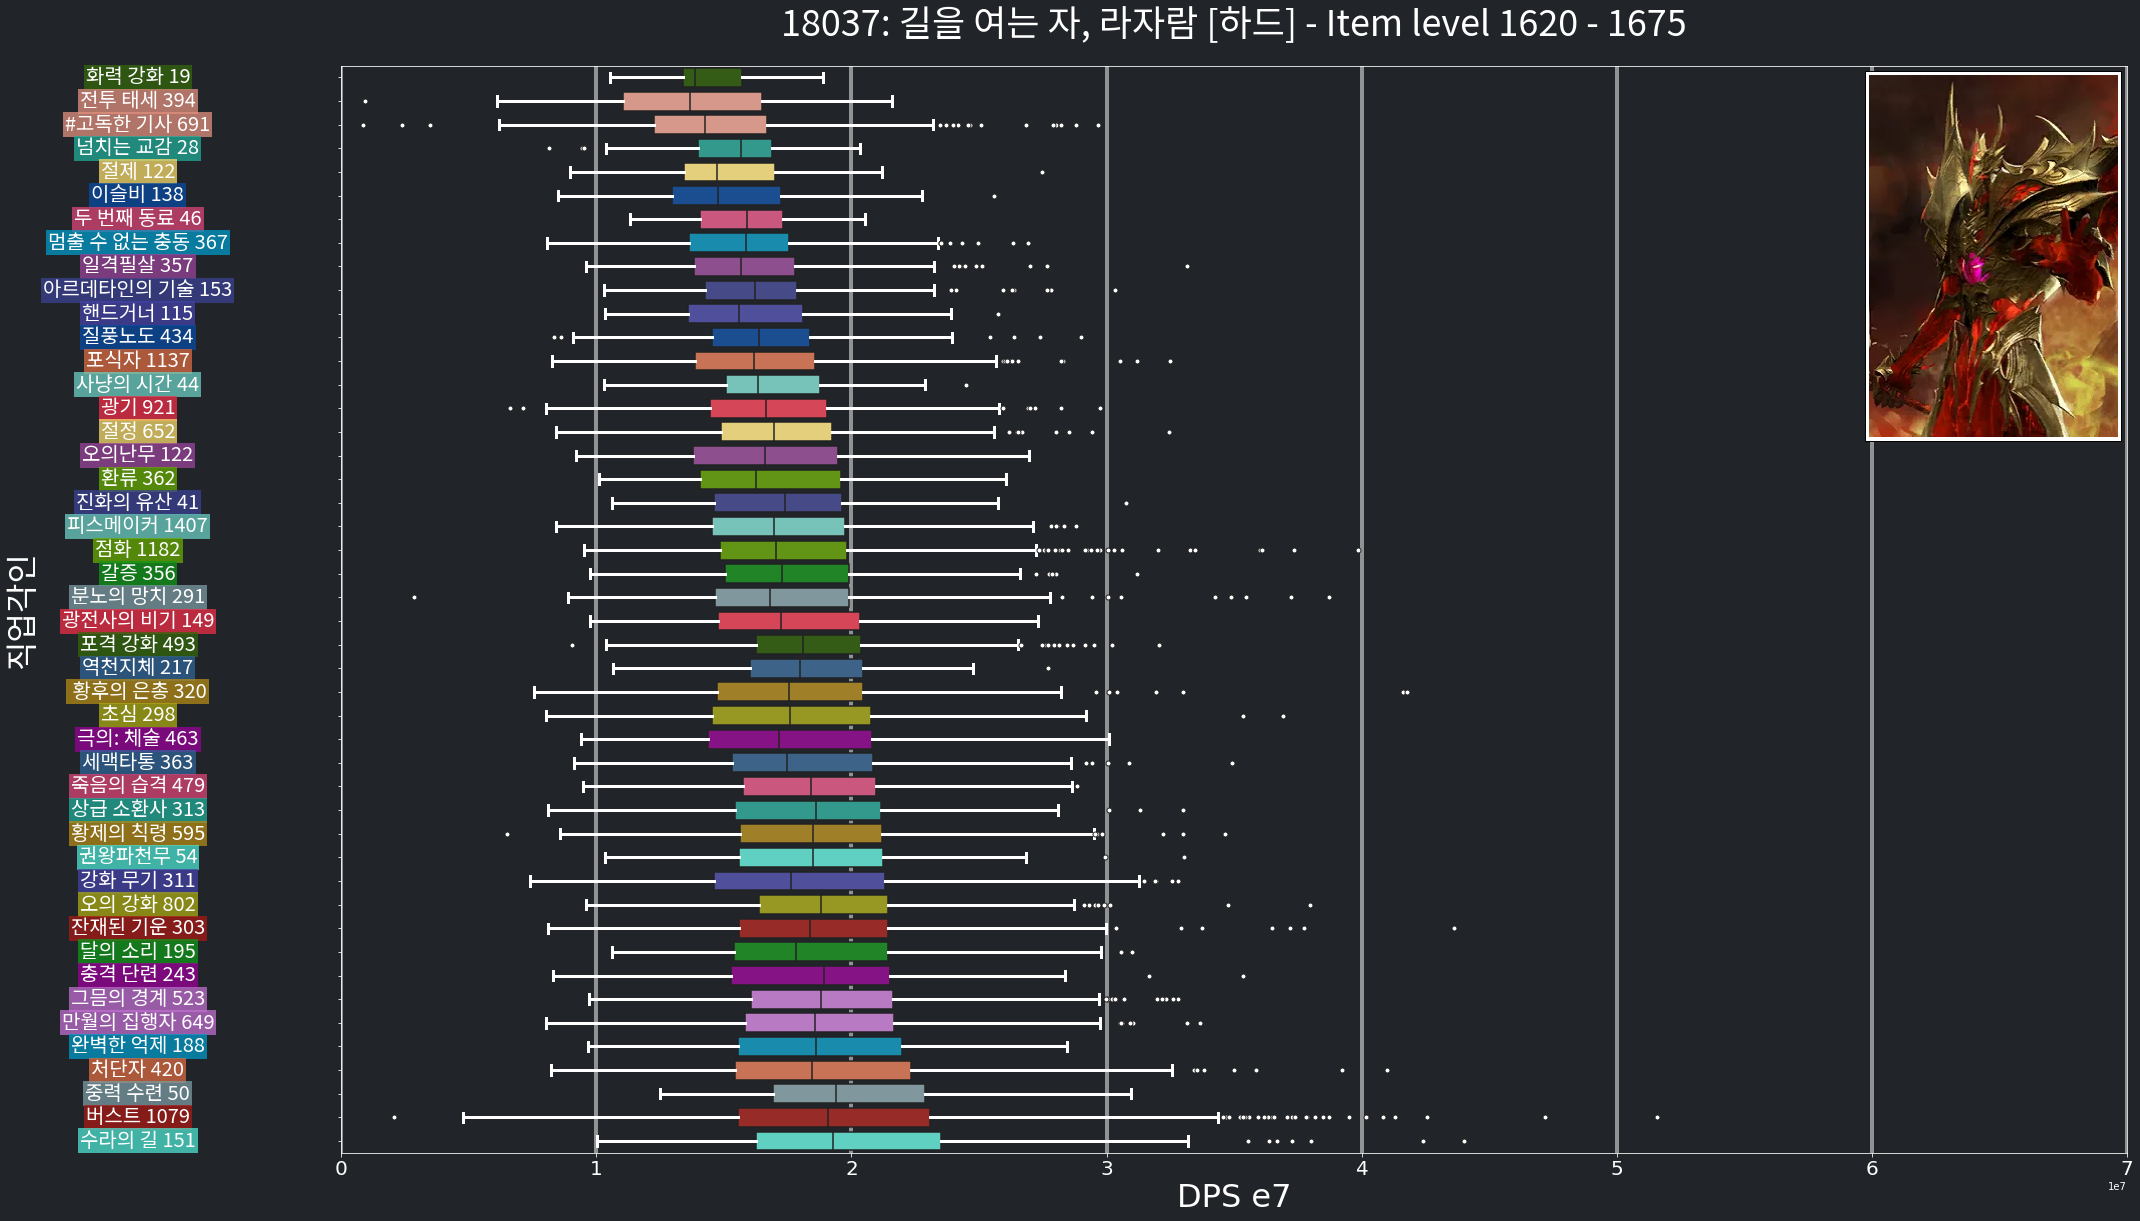 18037: 길을 여는 자, 라자람 [하드] - Item level 1620 - 1675
화력 강화 19
전투 태세 394
#고독한 기사 691
넘치는 교감 28
절제 122
이슬비 138
두 번째 동료 46
멈출 수 없는 충동 367
일격필살 357
아르데타인의 기술 153
핸드거너 115
질풍노도 434
포식자 1137
사냥의 시간 44
광기 921
절정 652
오의난무 122
환류 362
진화의 유산 41
피스메이커 1407
점화 1182
갈증 356
분노의 망치 291
광전사의 비기 149
포격 강화 493
역천지체 217
황후의 은총 320
초심 298
극의: 체술 463
세맥타통 363
죽음의 습격 479
상급 소환사 313
황제의 칙령 595
권왕파천무 54
강화 무기 311
오의 강화 802
잔재된 기운 303
달의 소리 195
충격 단련 243
그믐의 경계 523
만월의 집행자 649
완벽한 억제 188
처단자 420
중력 수련 50
버스트 1079
수라의 길 151
직업각인
0 1 2 3 4 5 6 7
DPS e7
1e7